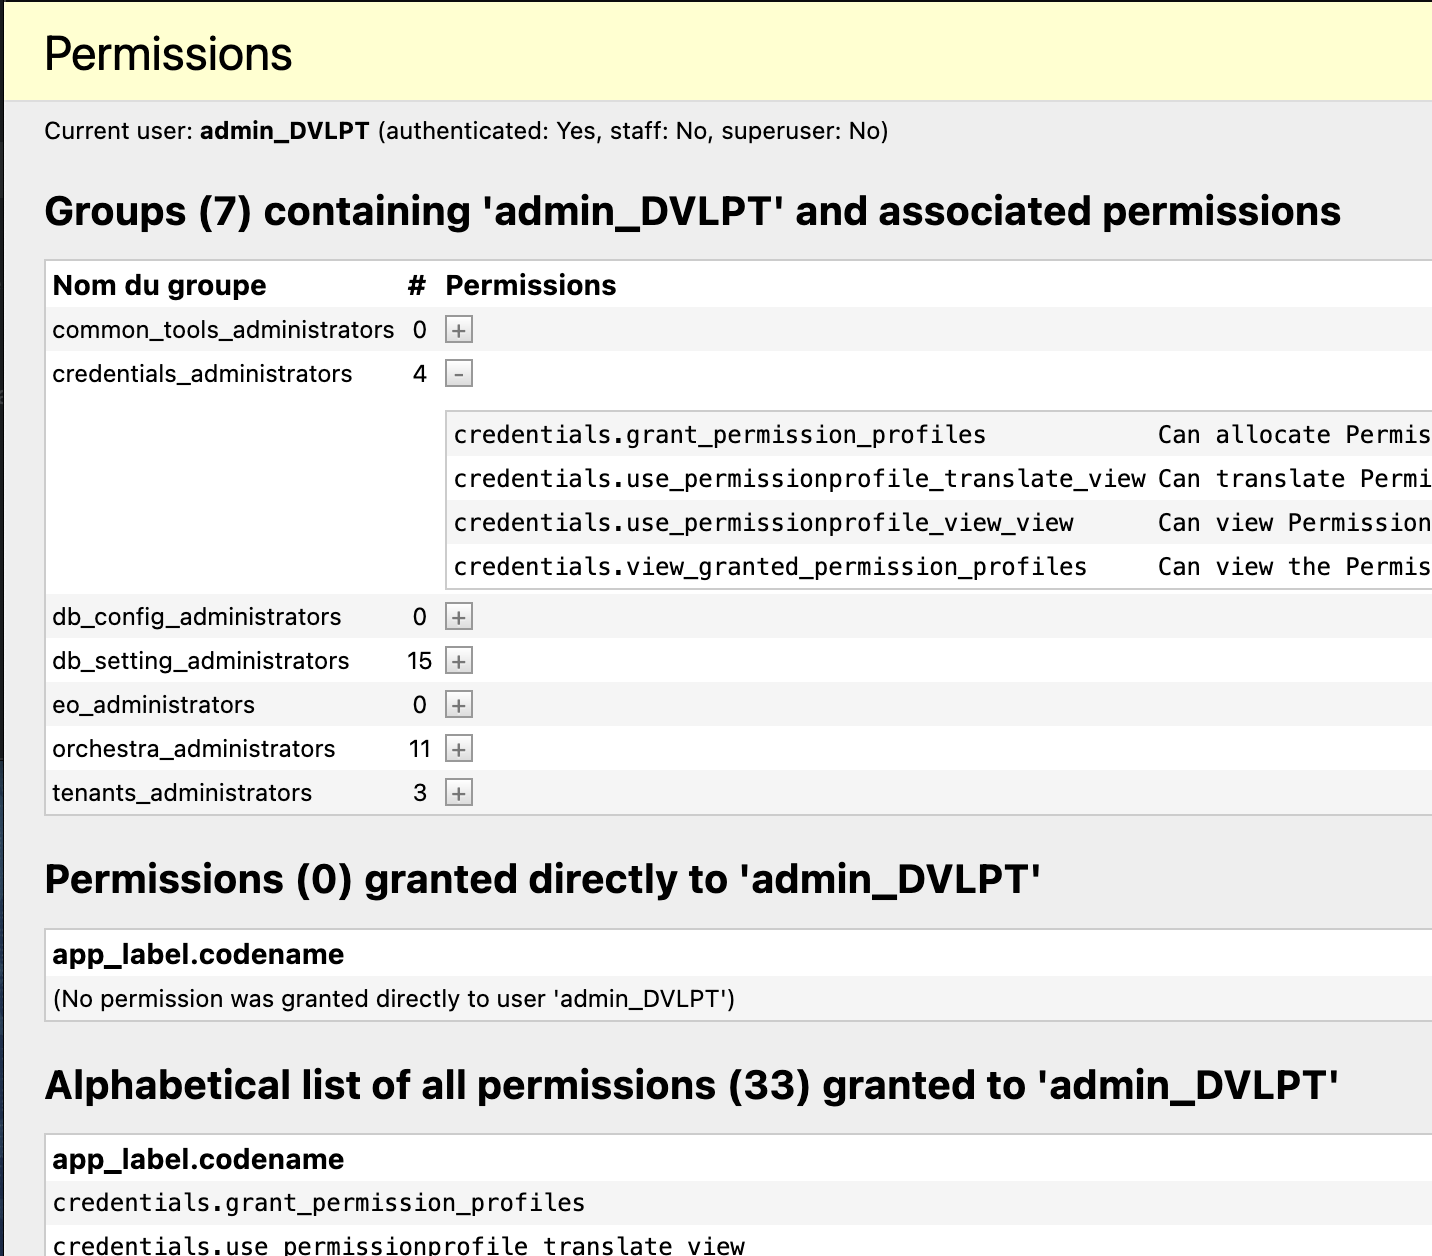 Permissions
Current user: admin_DVLPT (authenticated: Yes, staff: No, superuser: No)
Groups (7) containing 'admin_DVLPT' and associated permissions
Nom du groupe # Permissions
common_tools_administrators 0 +
credentials_administrators 4 -
credentials.grant_permission_profiles Can allocate Permis
credentials.use_permissionprofile_translate_view Can translate Permi
credentials.use_permissionprofile_view_view Can view Permission
credentials.view_granted_permission_profiles Can view the Permis
db_config_administrators 0 +
db_setting_administrators 15 +
eo_administrators 0 +
orchestra_administrators 11 +
tenants_administrators 3 +
Permissions (0) granted directly to 'admin_DVLPT'
app_label.codename
(No permission was granted directly to user 'admin_DVLPT')
Alphabetical list of all permissions (33) granted to 'admin_DVLPT'
app_label.codename
credentials.grant_permission_profiles
credentials.use_permissionprofile_translate_view